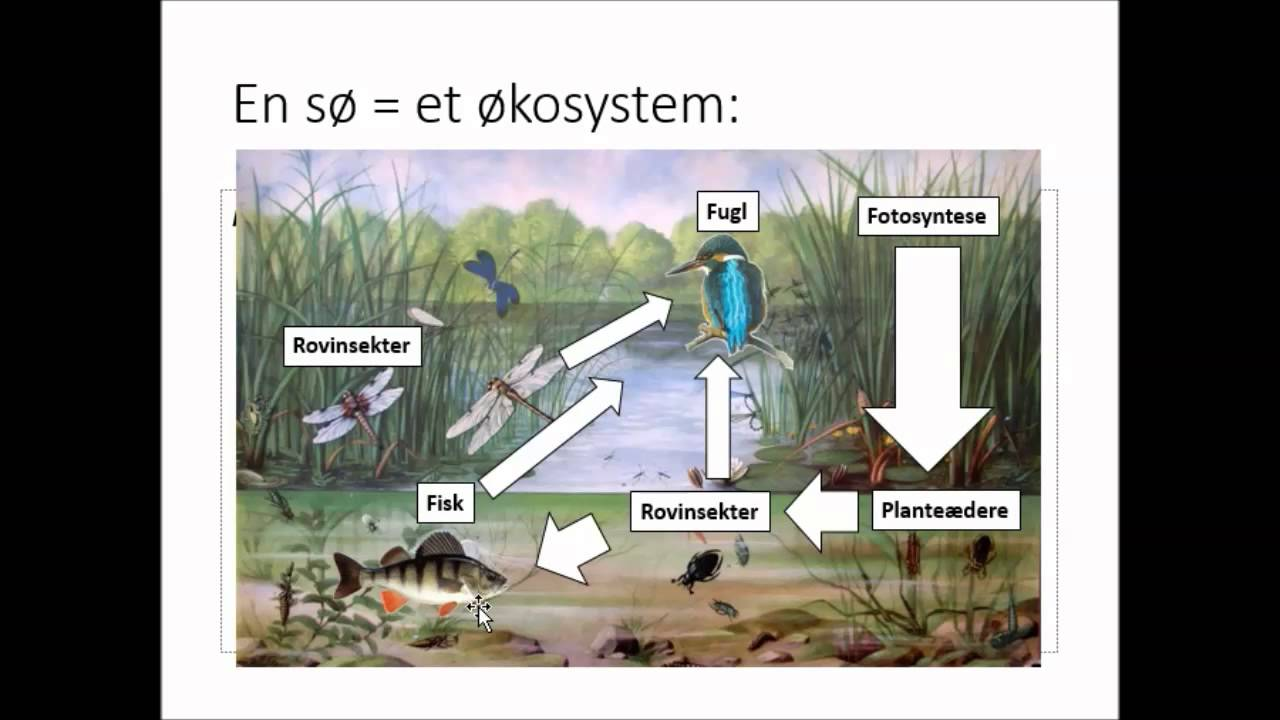 En sø = et økosystem:
Fugl
Fotosyntese
Rovinsekter
Fisk
Rovinsekter
Planteædere